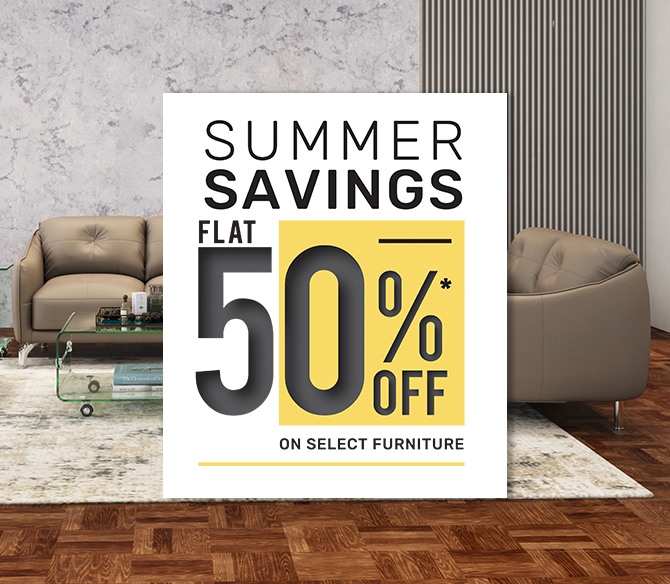 SUMMER
SAVINGS
FLAT
50%*
OFF
ON SELECT FURNITURE